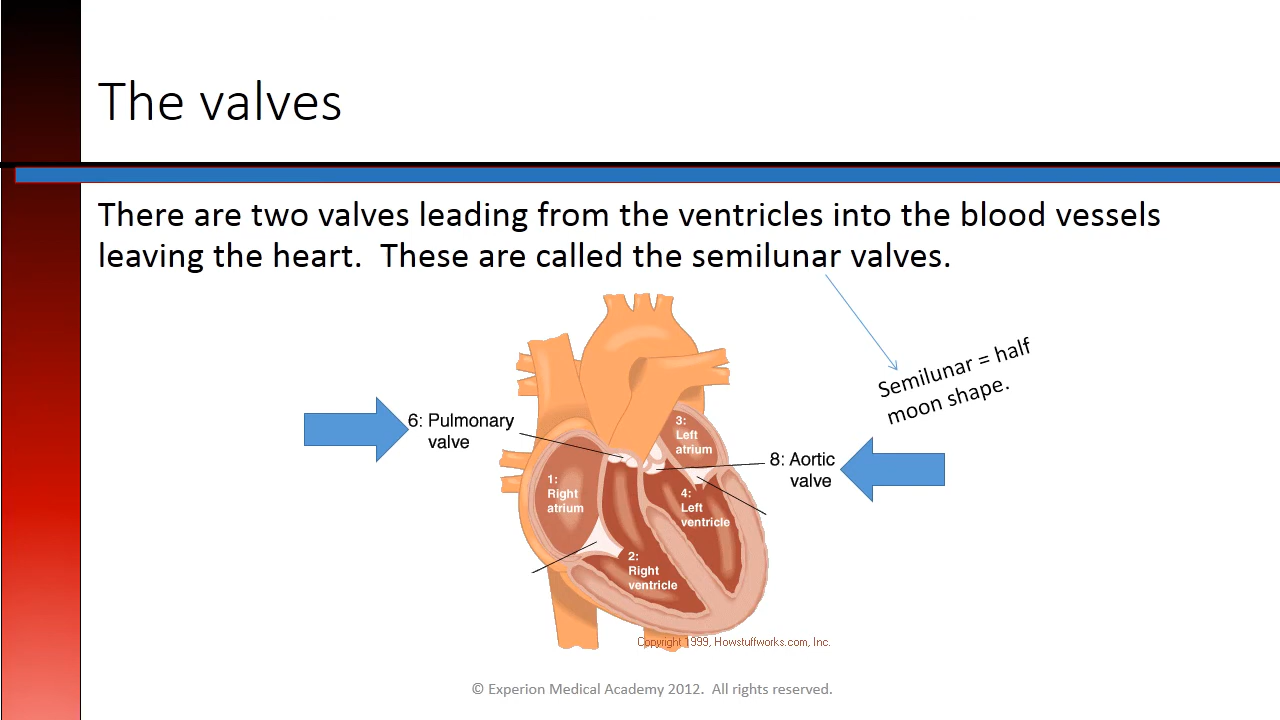 The valves
There are two valves leading from the ventricles into the blood vessels
leaving the heart.  These are called the semilunar valves.
Semilunar = half
moon shape.
6: Pulmonary
valve
3:
Left
atrium
8: Aortic
valve
1:
Right
atrium
4:
Left
ventricle
2:
Right
ventricle
Copyright 1999, Howstuffworks.com, Inc.
© Experion Medical Academy 2012.  All rights reserved.